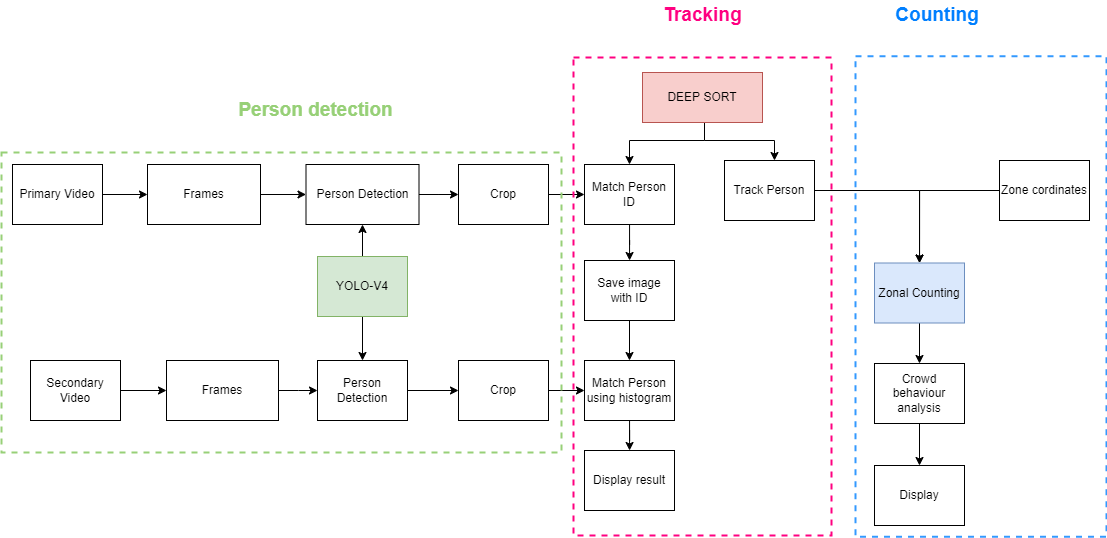 Tracking
Counting
Person detection
DEEP SORT
Primary Video
Frames
Person Detection
Crop
Match Person
ID
Track Person
Zone cordinates
YOLO-V4
Save image
with ID
Zonal Counting
Secondary
Video
Frames
Person
Detection
Crop
Match Person
using histogram
Crowd
behaviour
analysis
Display result
Display